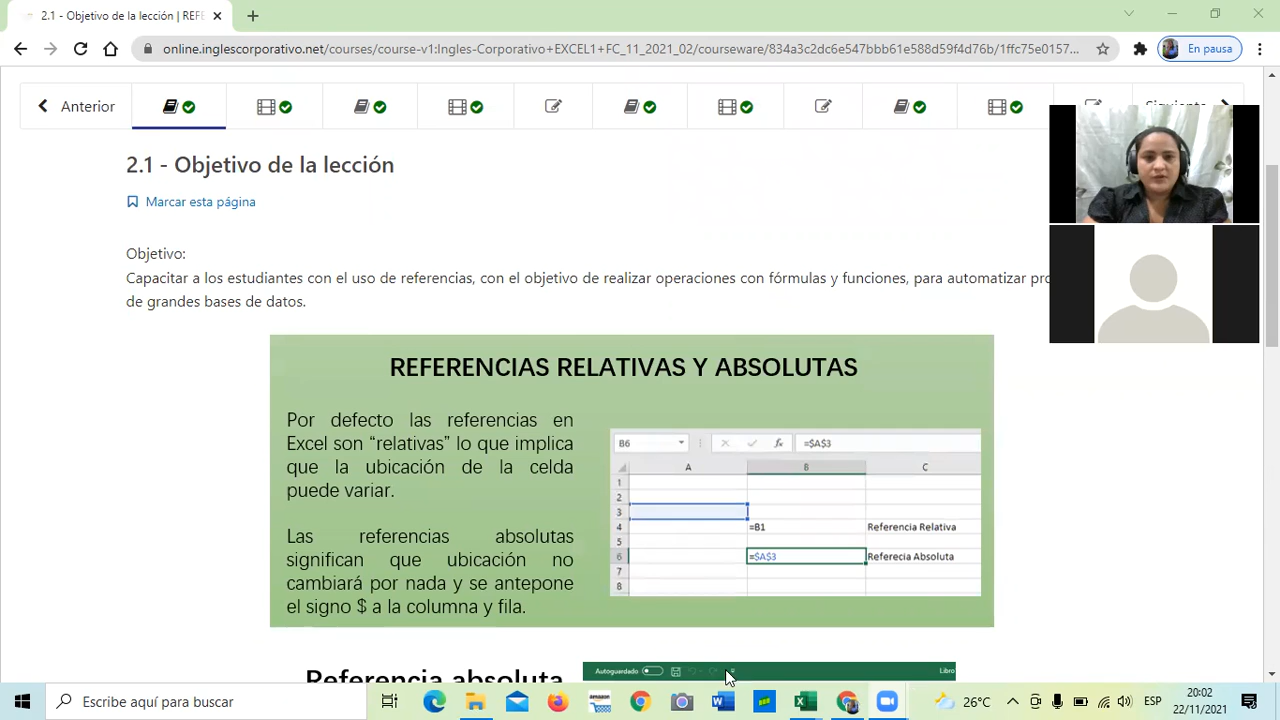 2.1 - Objetivo de la lección | REFE
online.inglescorporativo.net/courses/course-v1:Ingles-Corporativo+EXCEL1+FC_11_2021_02/courseware/834a3c2dc6e547bbb61e588d59f4d76b/1ffc75e0157...
En pausa
Anterior
Siguiente
2.1 - Objetivo de la lección
Marcar esta página
Objetivo:
Capacitar a los estudiantes con el uso de referencias, con el objetivo de realizar operaciones con fórmulas y funciones, para automatizar pro
de grandes bases de datos.
REFERENCIAS RELATIVAS Y ABSOLUTAS
Por defecto las referencias en
Excel son “relativas” lo que implica
que la ubicación de la celda
puede variar.
Las referencias absolutas
significan que ubicación no
cambiará por nada y se antepone
el signo $ a la columna y fila.
B6 fx =$A$3
A B C
1
2
3
4 =B1 Referencia Relativa
5
6 =$A$3 Referecia Absoluta
7
8
Referencia absoluta
Autoguardado Libro
Escribe aquí para buscar
amazon
26°C
ESP
20:02
22/11/2021